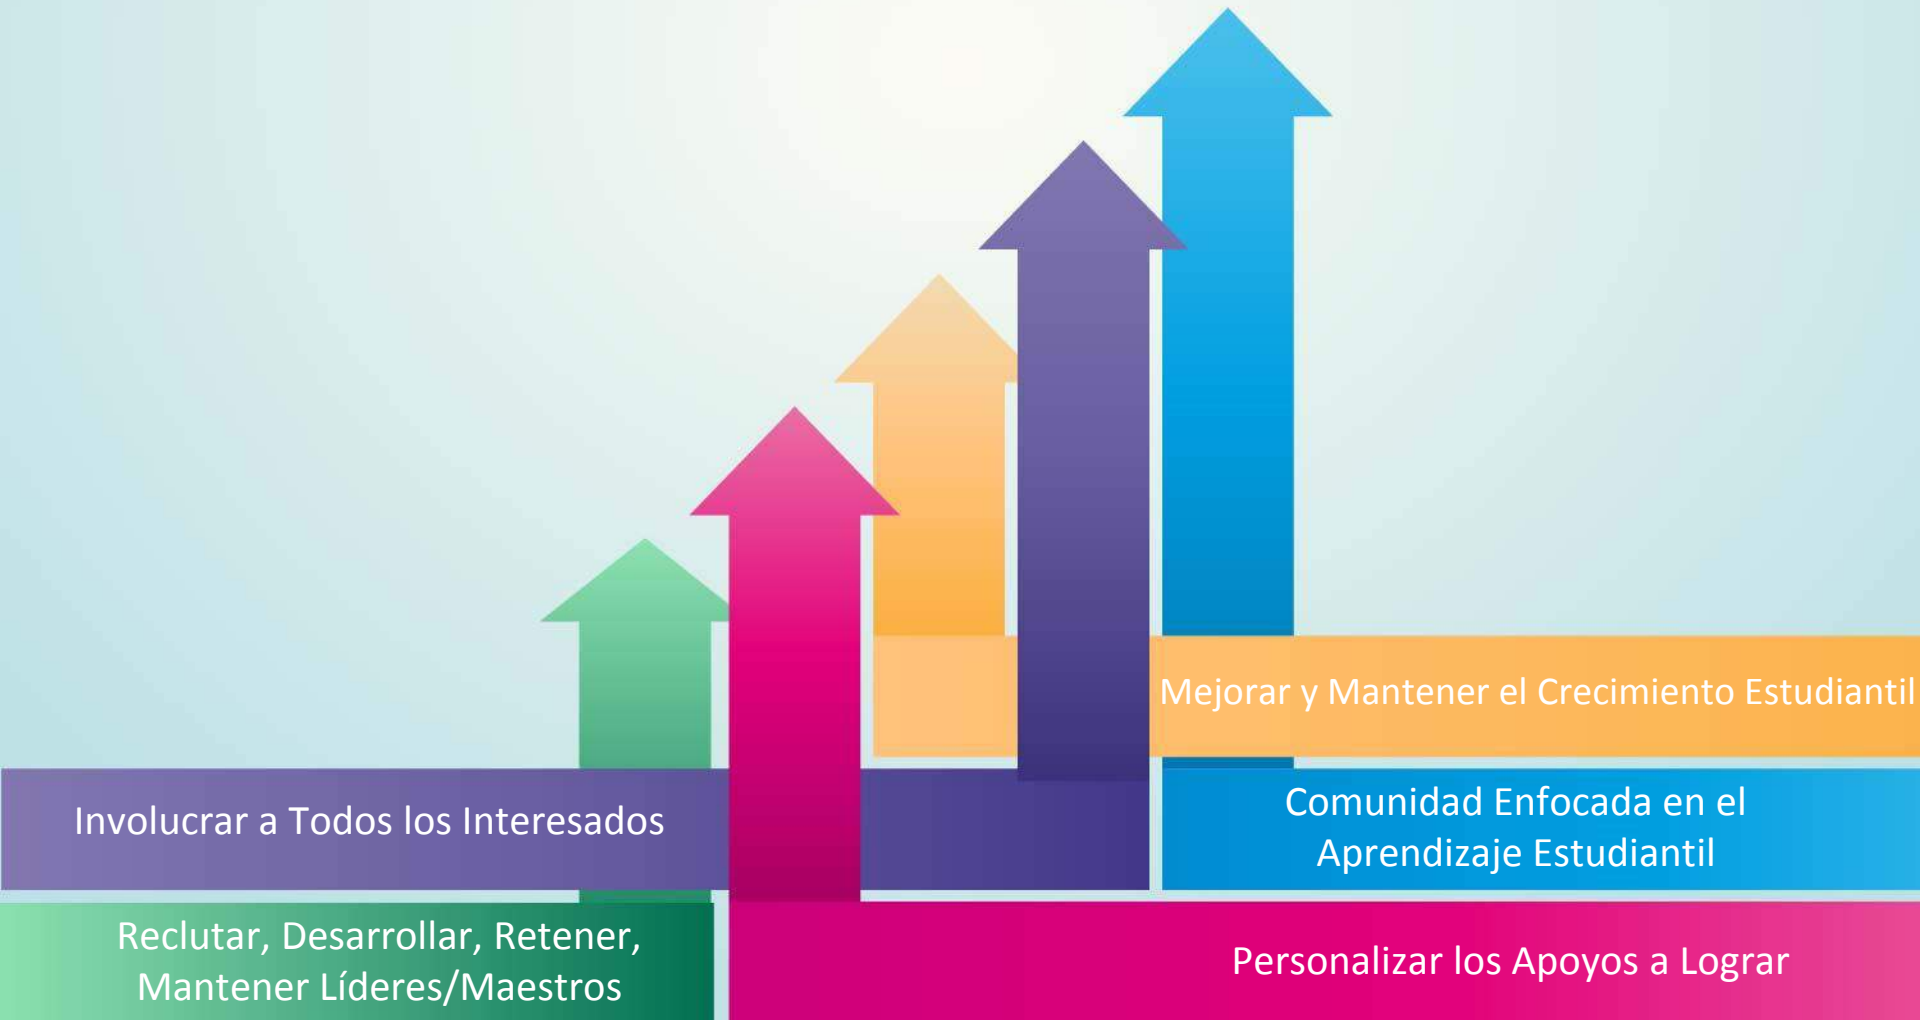 Mejorar y Mantener el Crecimiento Estudiantil
Involucrar a Todos los Interesados
Comunidad Enfocada en el
Aprendizaje Estudiantil
Reclutar, Desarrollar, Retener,
Mantener Líderes/Maestros
Personalizar los Apoyos a Lograr